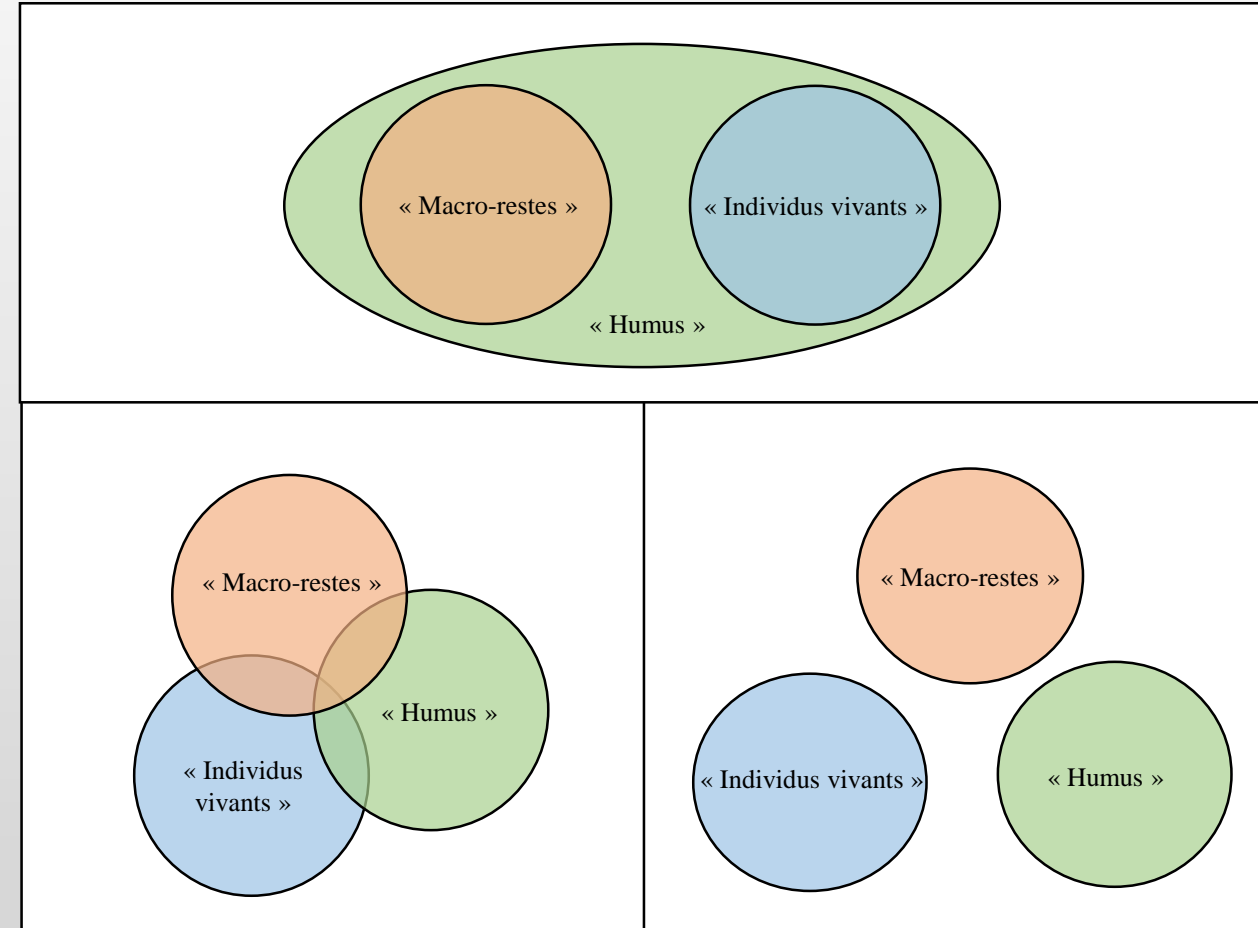 « Macro-restes »
« Individus vivants »
« Humus »
« Macro-restes »
« Humus »
« Individus
vivants »
« Macro-restes »
« Individus vivants »
« Humus »